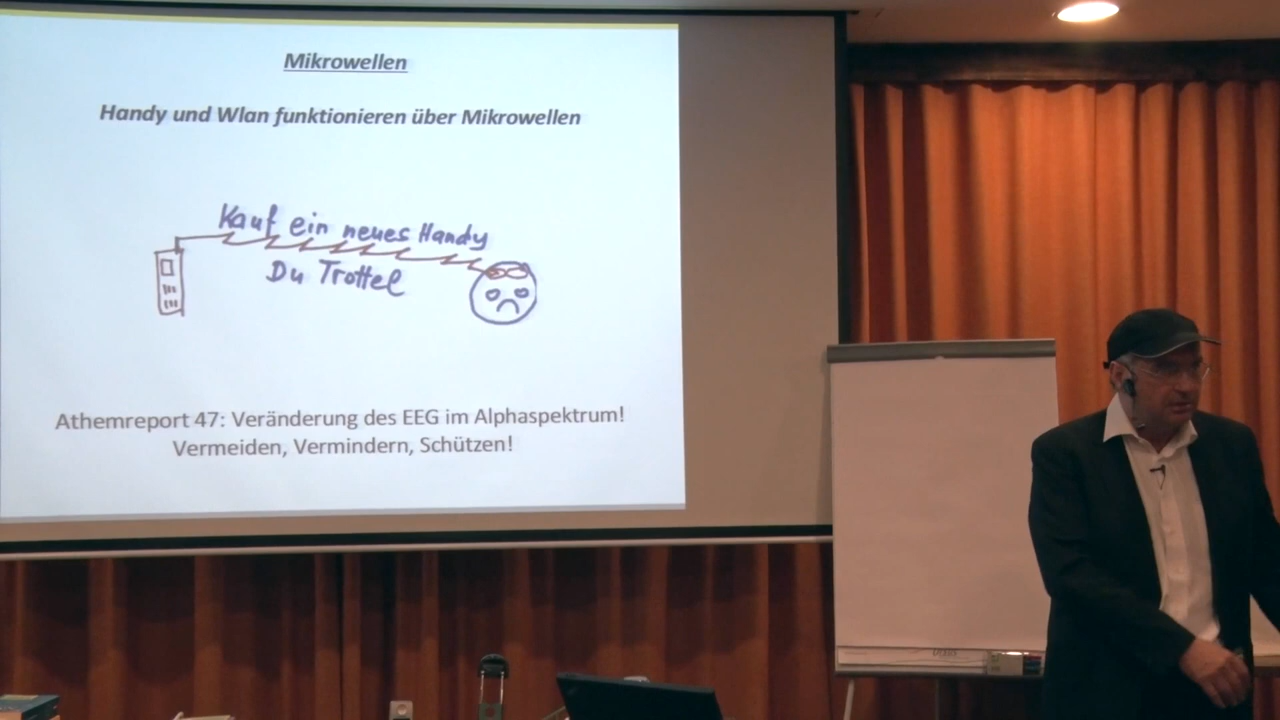 Mikrowellen
Handy und Wlan funktionieren über Mikrowellen
Kauf ein neues Handy
Du Trottel
Athemreport 47: Veränderung des EEG im Alphaspektrum!
Vermeiden, Vermindern, Schützen!